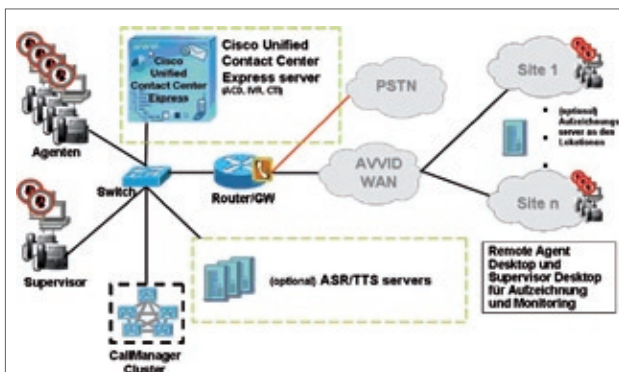 Agenten
Supervisor
Switch
CallManager
Cluster
Cisco
Unified
Contact Center
Express
Cisco Unified
Contact Center
Express server
(ACD, IVR, CTI)
Router/GW
PSTN
AVVID
WAN
(optional) ASR/TTS servers
Site 1
(optional)
Aufzeichnungs
server an den
Lokationen
Site n
Remote Agent
Desktop und
Supervisor Desktop
für Aufzeichnung
und Monitoring